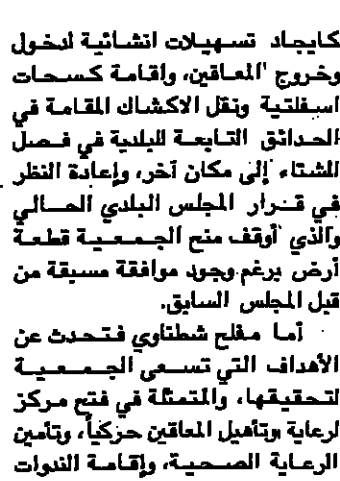 كايجاد تسهيلات انشائية لدخول
وخروج المعاقين، واقامة كسحات
اسفلتية ونقل الاكشاك المقامة في
الحدائق التابعة للبلدية في فصل
الشتاء إلى مكان آخر، وإعادة النظر
في قرار المجلس البلدي الحالي
والذي أوقف منح الجمعية قطعة
أرض برغم وجود موافقة مسبقة من
قبل المجلس السابق.
أما مفلح شطناوي فتحدث عن
الأهداف التي تسعى الجمعية
لتحقيقها، والمتمثلة في فتح مركز
لرعاية وتأهيل المعاقين حركياً، وتأمين
الرعاية الصحية، وإقامة الندوات